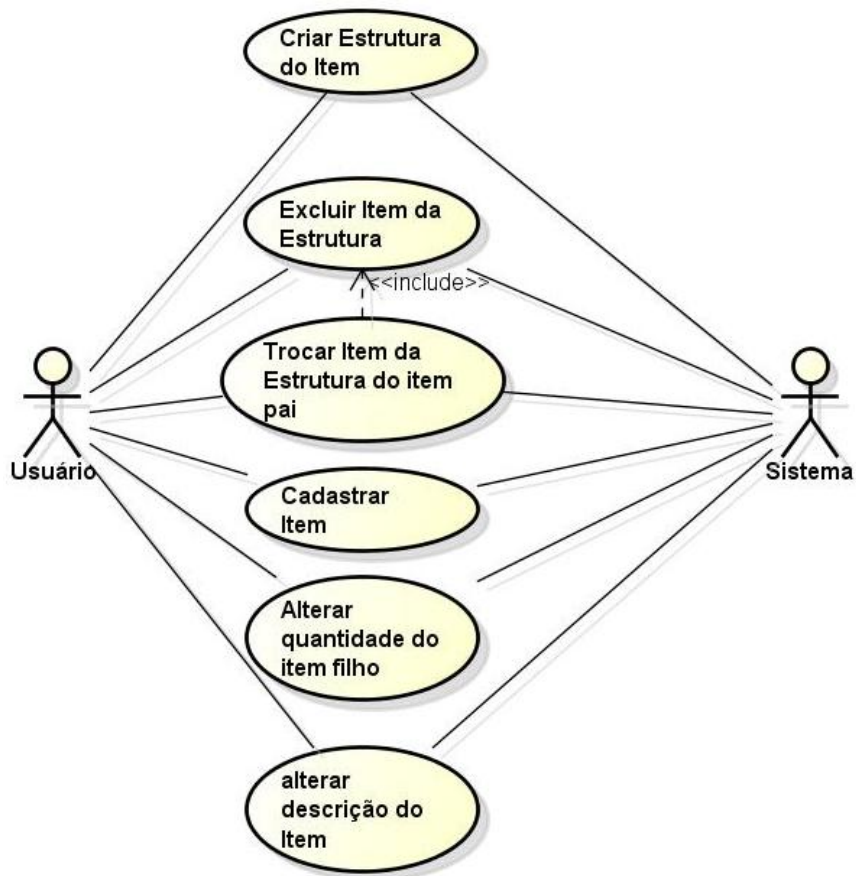 Criar Estrutura
do Item
Excluir Item da
Estrutura
<<include>>
Trocar Item da
Estrutura do item
pai
Usuário
Sistema
Cadastrar
Item
Alterar
quantidade do
item filho
alterar
descrição do
Item